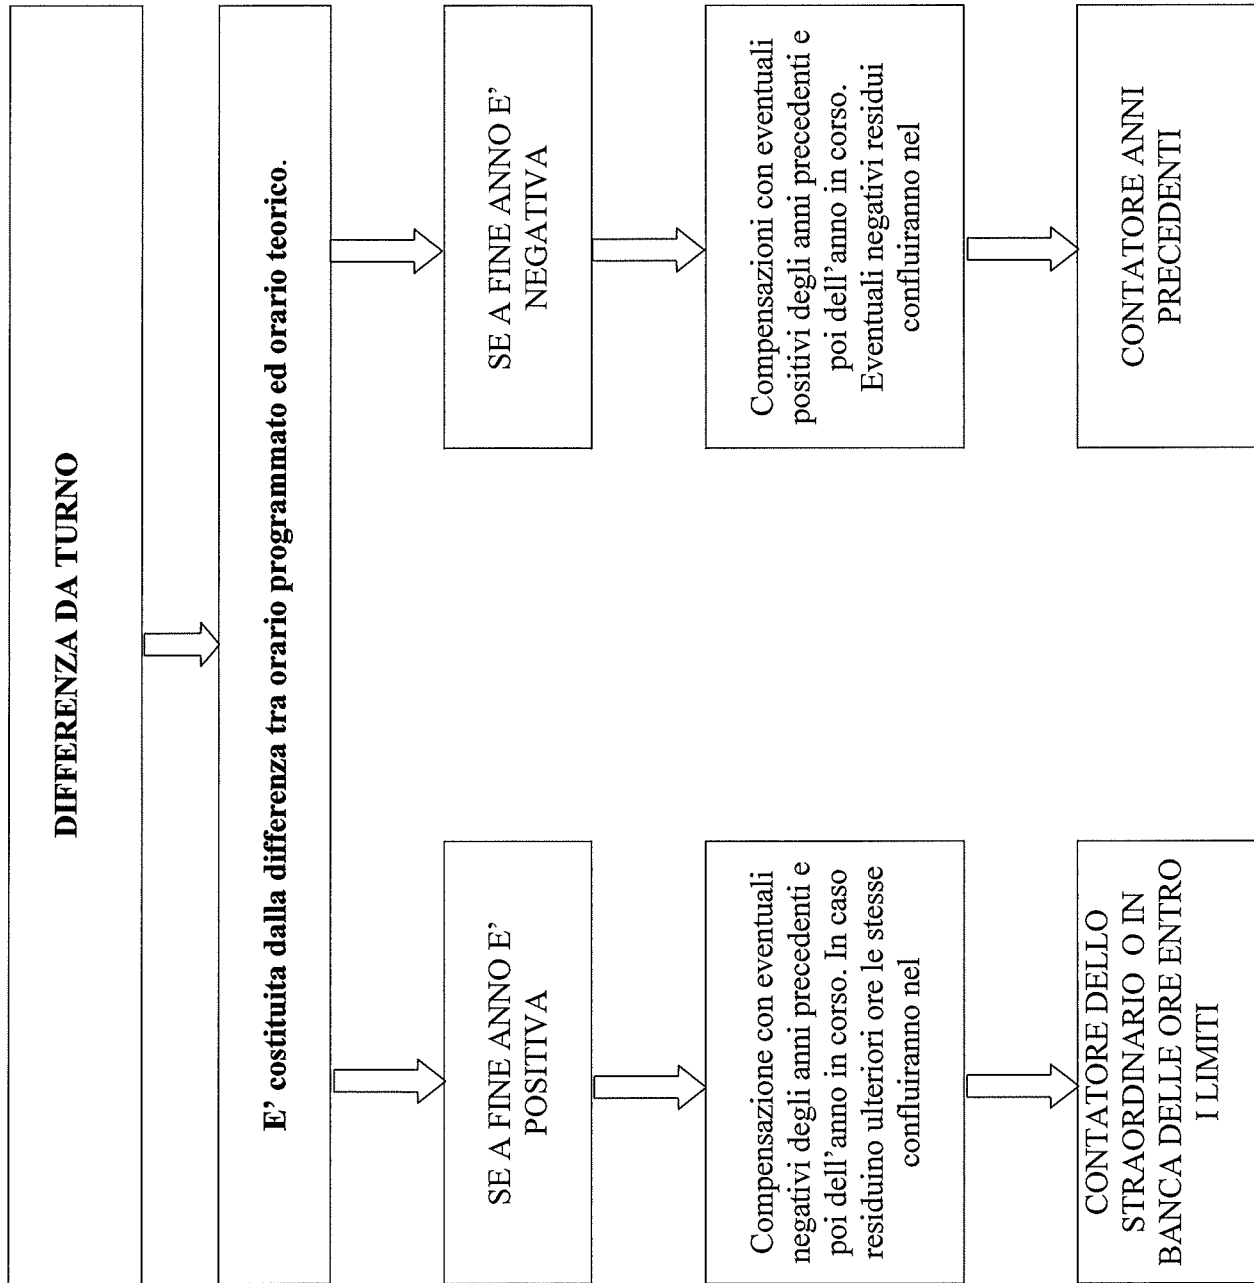 DIFFERENZA DA TURNO
E' costituita dalla differenza tra orario programmato ed orario teorico.
SE A FINE ANNO E'
POSITIVA
Compensazione con eventuali
negativi degli anni precedenti e
poi dell'anno in corso. In caso
residuino ulteriori ore le stesse
confluiranno nel
CONTATORE DELLO
STRAORDINARIO O IN
BANCA DELLE ORE ENTRO
I LIMITI
SE A FINE ANNO E'
NEGATIVA
Compensazioni con eventuali
positivi degli anni precedenti e
poi dell'anno in corso.
Eventuali negativi residui
confluiranno nel
CONTATORE ANNI
PRECEDENTI